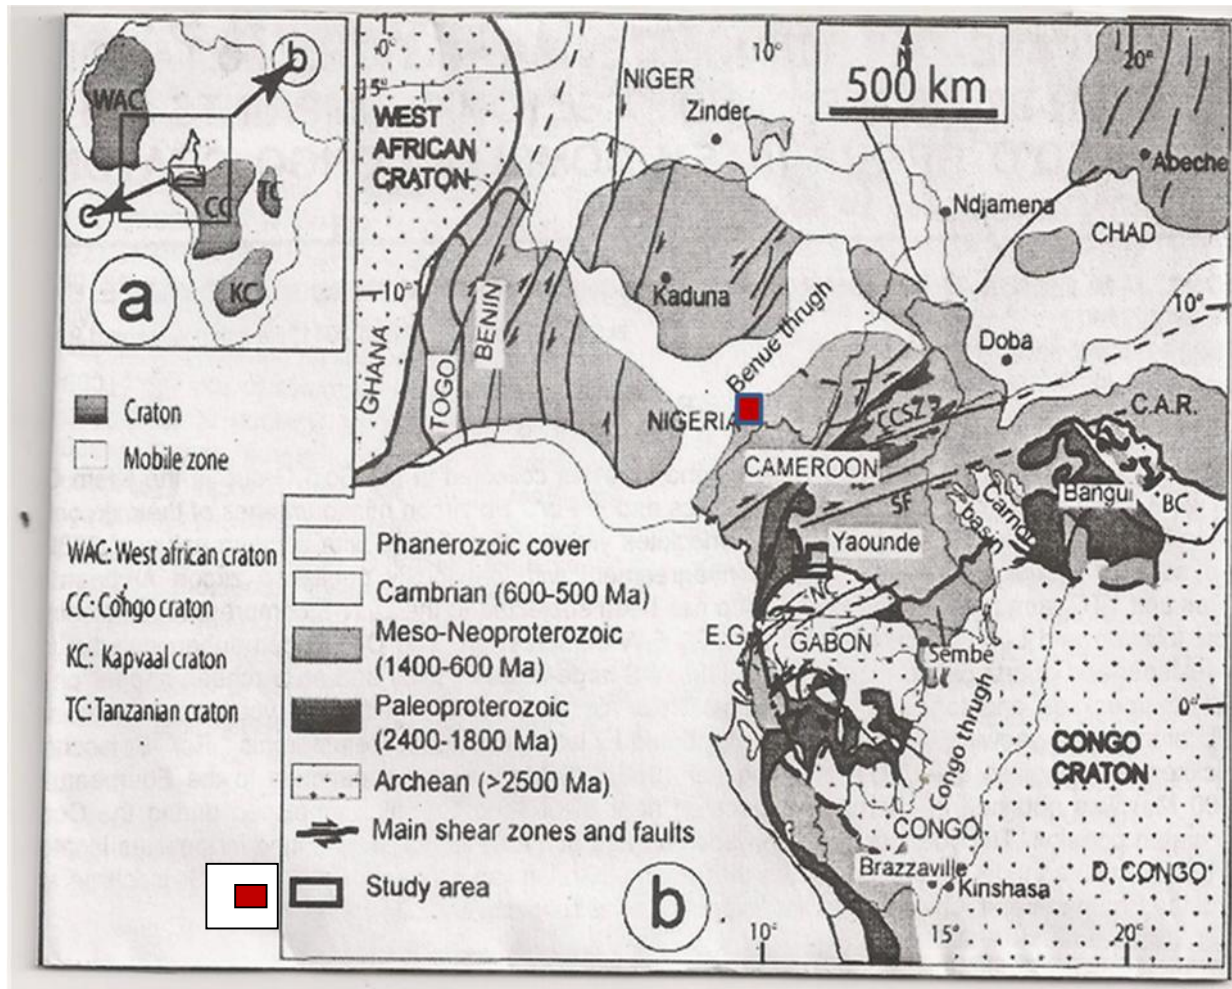 b
WAC
C
CC
TC
KC
a
Craton
Mobile zone
WAC: West african craton
CC: Congo craton
KC: Kapvaal craton
TC: Tanzanian craton
Phanerozoic cover
Cambrian (600-500 Ma)
Meso-Neoproterozoic
(1400-600 Ma)
Paleoproterozoic
(2400-1800 Ma)
Archean (>2500 Ma)
Main shear zones and faults
Study area
0°
10°
20°
15°
500 km
NIGER
Zinder
WEST
AFRICAN
CRATON
Abeche
Ndjamena
CHAD
10°
Kaduna
10°
BENIN
Benue thrugh
Doba
GHANA
TOGO
NIGERIA
CCSZ
C.A.R.
CAMEROON
SF
Carnot
basin
Bangui
BC
Yaounde
NC
E.G
GABON
Sembe
0°
Congo thrugh
CONGO
CRATON
CONGO
Brazzaville
Kinshasa
D. CONGO
b
10°
15°
20°